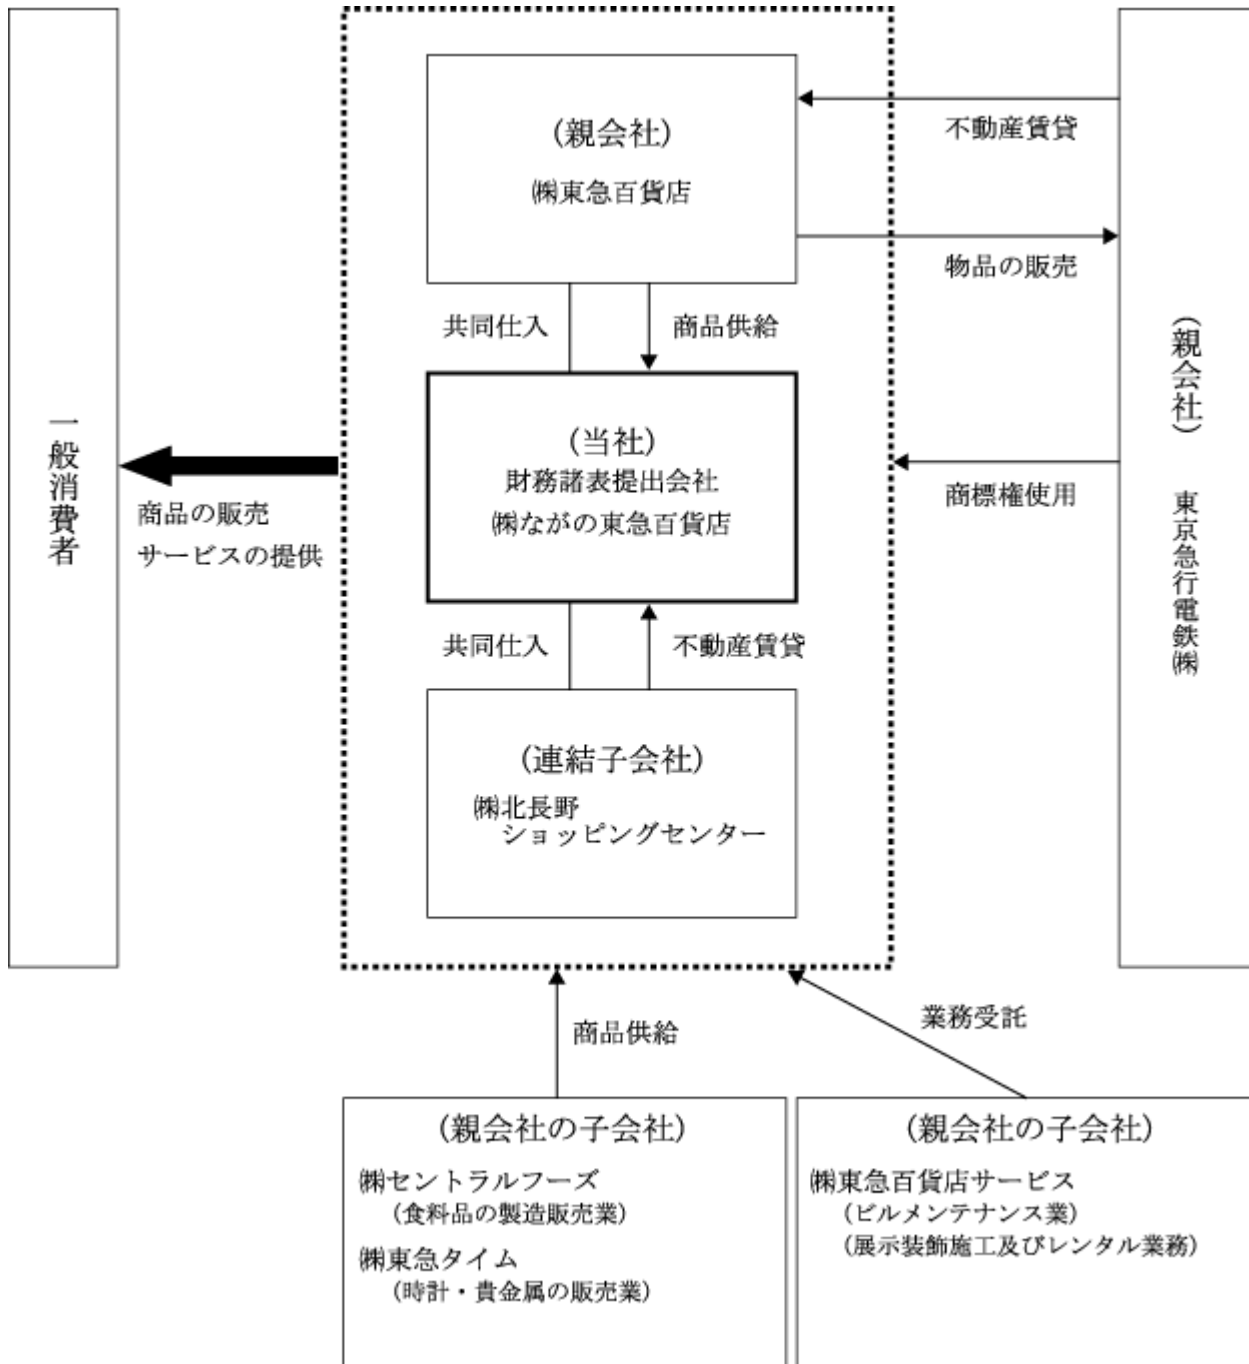 (親会社)
㈱東急百貨店
不動産賃貸
物品の販売
共同仕入
商品供給
(親会社) 東京急行電鉄㈱
一般消費者
(当社)
財務諸表提出会社
㈱ながの東急百貨店
商標権使用
商品の販売
サービスの提供
共同仕入
不動産賃貸
(連結子会社)
㈱北長野
ショッピングセンター
商品供給
業務受託
(親会社の子会社)
㈱セントラルフーズ
(食料品の製造販売業)
㈱東急タイム
(時計・貴金属の販売業)
(親会社の子会社)
㈱東急百貨店サービス
(ビルメンテナンス業)
(展示装飾施工及びレンタル業務)